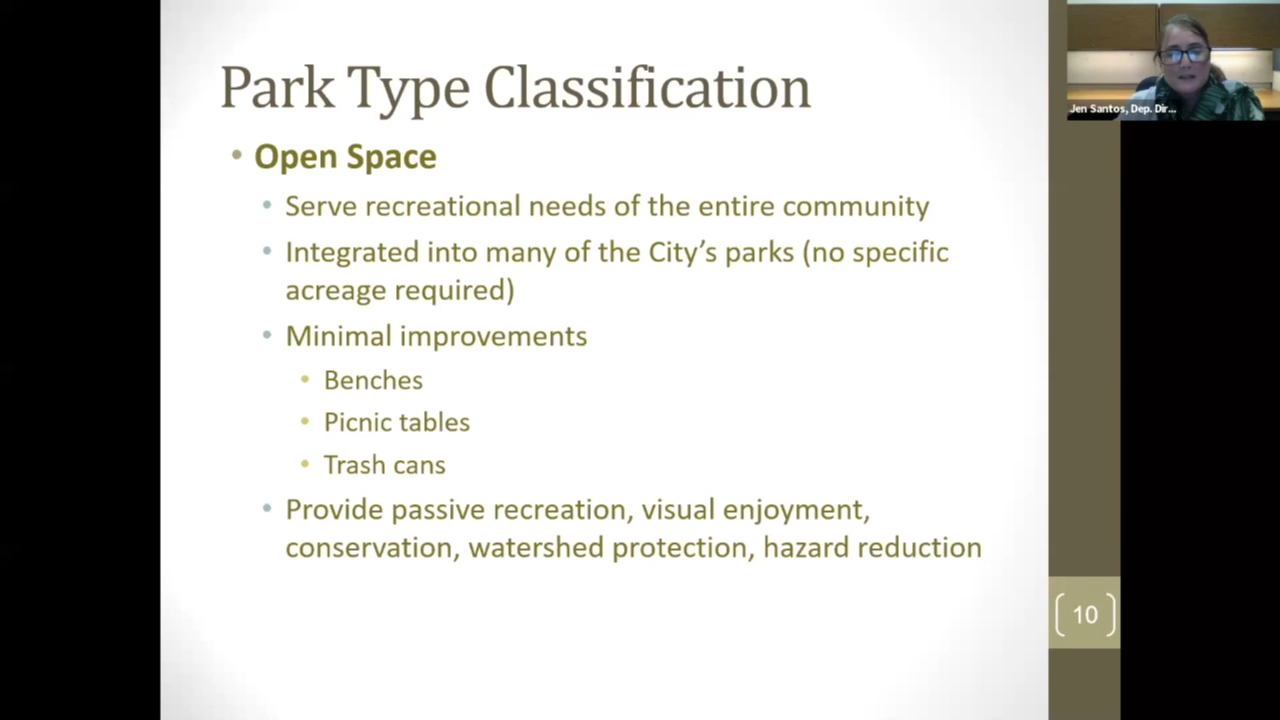 Park Type Classification
• Open Space
• Serve recreational needs of the entire community
• Integrated into many of the City's parks (no specific
acreage required)
• Minimal improvements
• Benches
• Picnic tables
• Trash cans
• Provide passive recreation, visual enjoyment,
conservation, watershed protection, hazard reduction
Jen Santos, Dep. Dir...
10